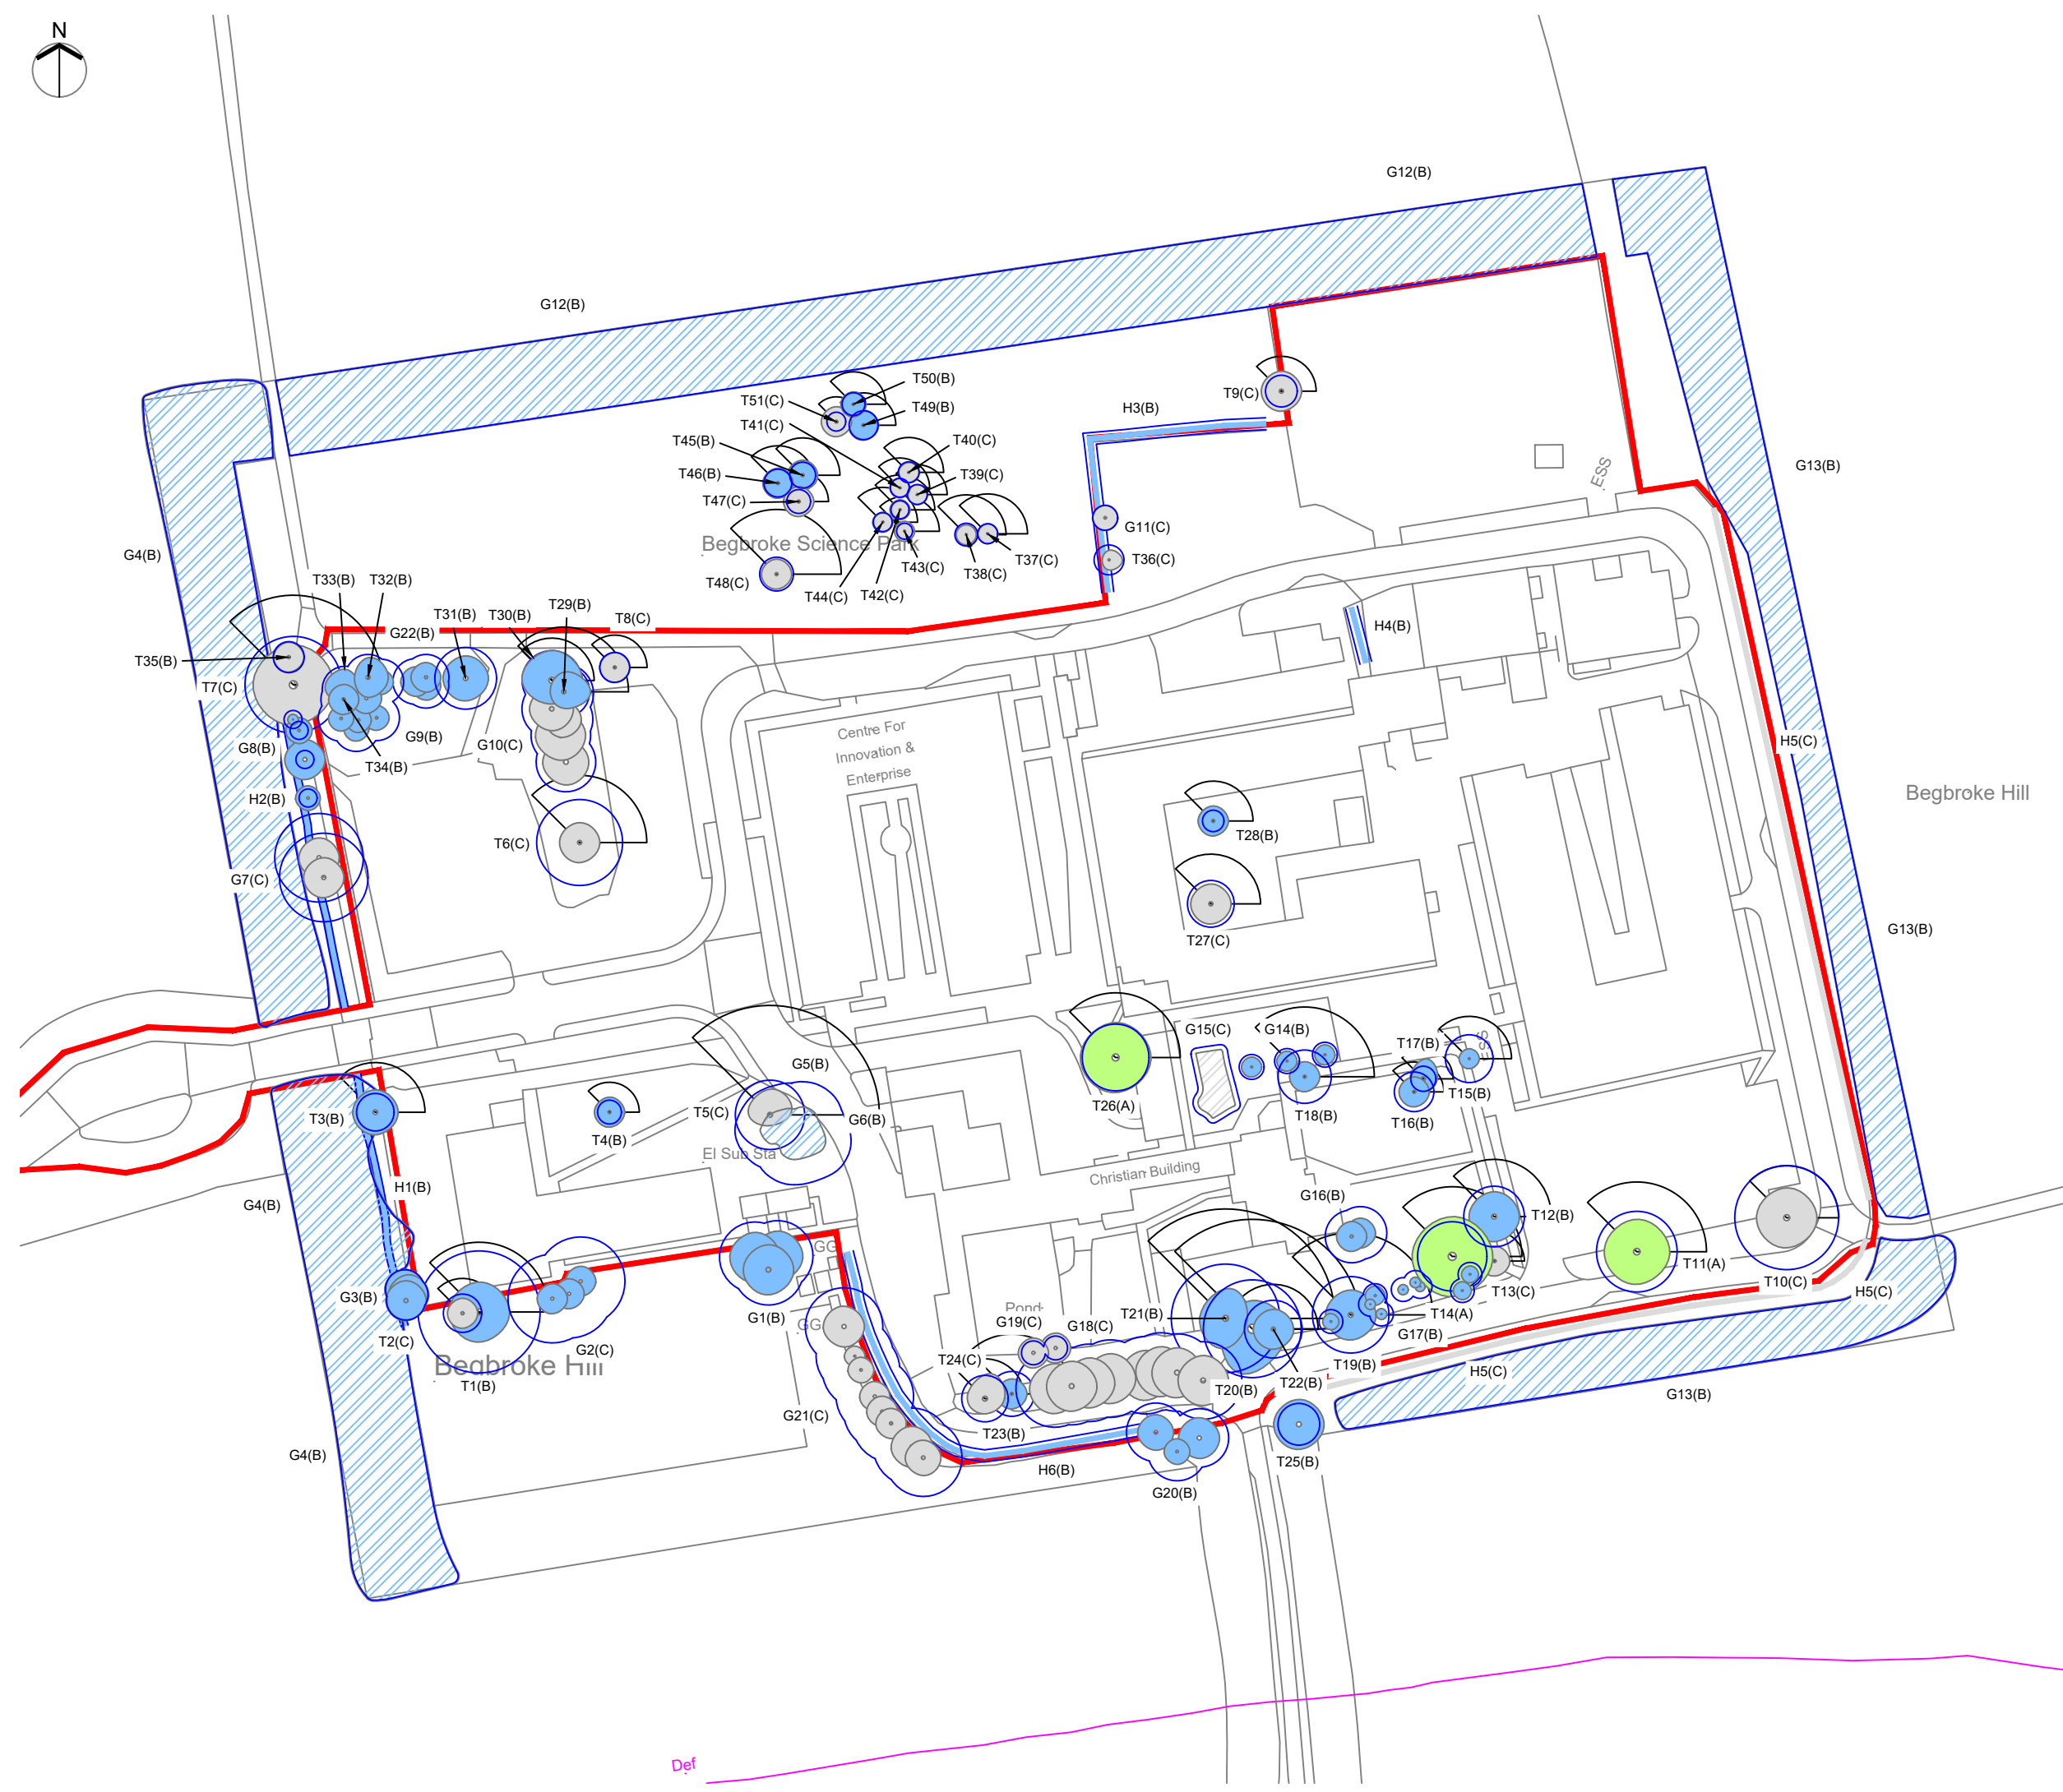 N
G12(B)
G12(B)
T50(B)
T51(C)
T49(B)
T41(C)
T45(B)
T40(C)
T46(B)
T39(C)
T47(C)
T9(C)
H3(B)
ESS
G13(B)
G11(C)
Begbroke Science Park
T37(C)
T36(C)
T43(C)
T38(C)
T48(C)
T44(C)
T42(C)
G4(B)
T33(B)
T32(B)
T31(B)
T30(B)
T29(B)
T8(C)
G22(B)
H4(B)
T35(B)
T7(C)
G8(B)
G9(B)
G10(C)
T34(B)
Centre For
Innovation &
Enterprise
H5(C)
Begbroke Hill
H2(B)
T6(C)
T28(B)
G7(C)
T27(C)
G13(B)
G15(C)
G14(B)
T17(B)
G5(B)
T3(B)
T4(B)
T5(C)
G6(B)
T26(A)
T18(B)
T16(B)
T15(B)
El Sub Sta
Christian Building
H1(B)
G4(B)
G16(B)
T12(B)
GG
T11(A)
T10(C)
H5(C)
T13(C)
T14(A)
G3(B)
T2(C)
G1(B)
GG
Pond
G19(C)
G18(C)
T21(B)
G17(B)
Begbroke Hill
G2(C)
T1(B)
T24(C)
T19(B)
H5(C)
T20(B)
T22(B)
G13(B)
G21(C)
T23(B)
G4(B)
H6(B)
T25(B)
G20(B)
Def